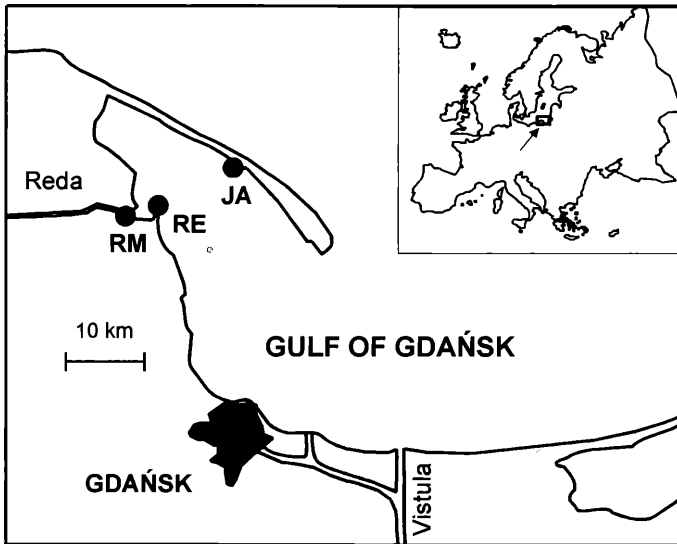 Reda
JA
RE
RM
10 km
GULF OF GDAŃSK
GDAŃSK
Vistula